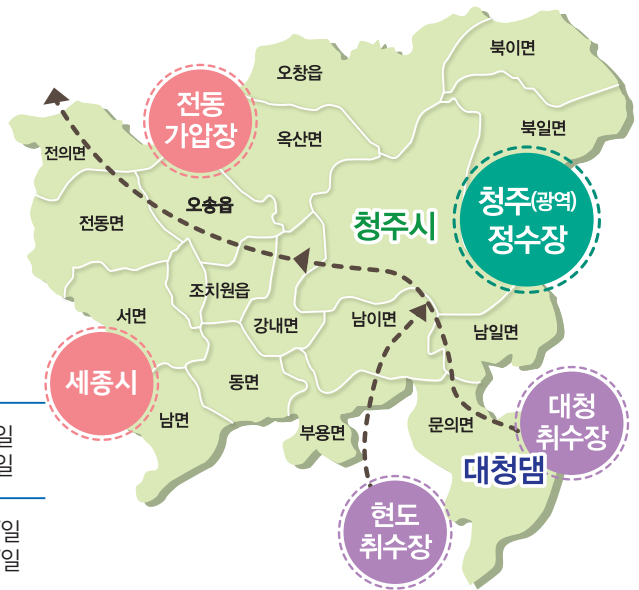 북이면
오창읍
전동
가압장
북일면
옥산면
전의면
청주(광역)
정수장
오송읍
전동면
청주시
조치원읍
서면
강내면
남이면
남일면
세종시
동면
대청
취수장
남면
부용면
문의면
대청댐
일
일
현도
취수장
일
일